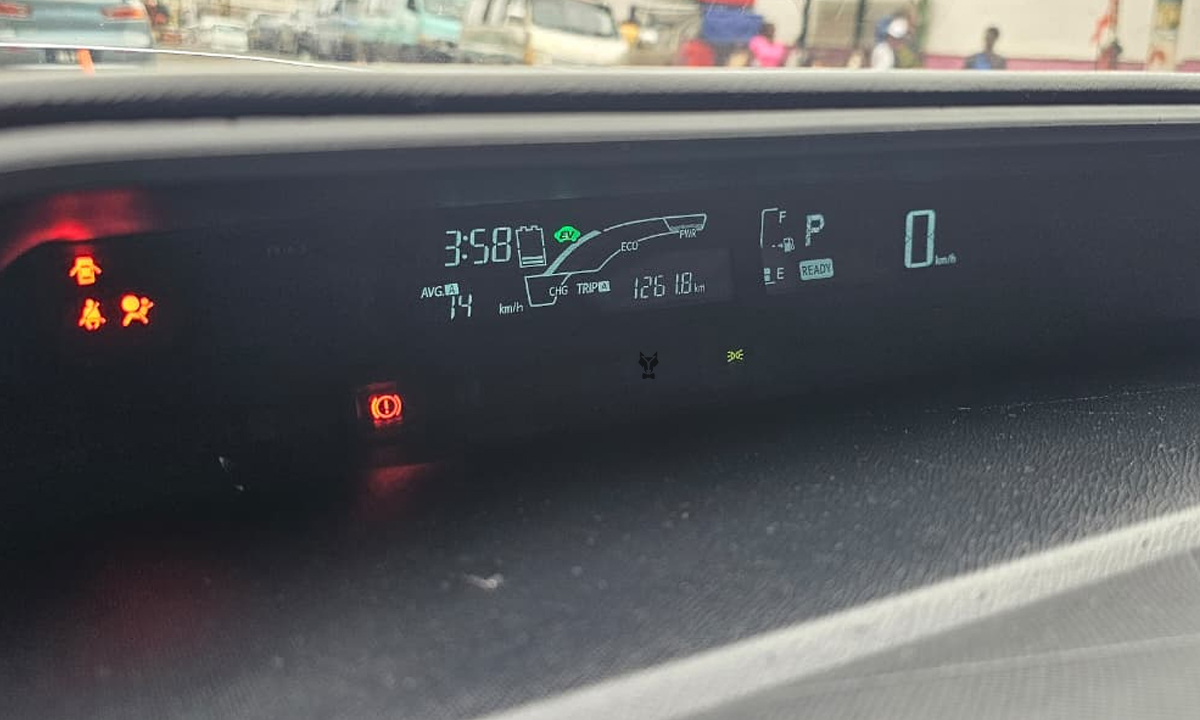 3:58
EV
ECO
PWR
CHG
AVG. A
14 km/h
TRIP A
1261.8 km
F
E
P
READY
0 km/h